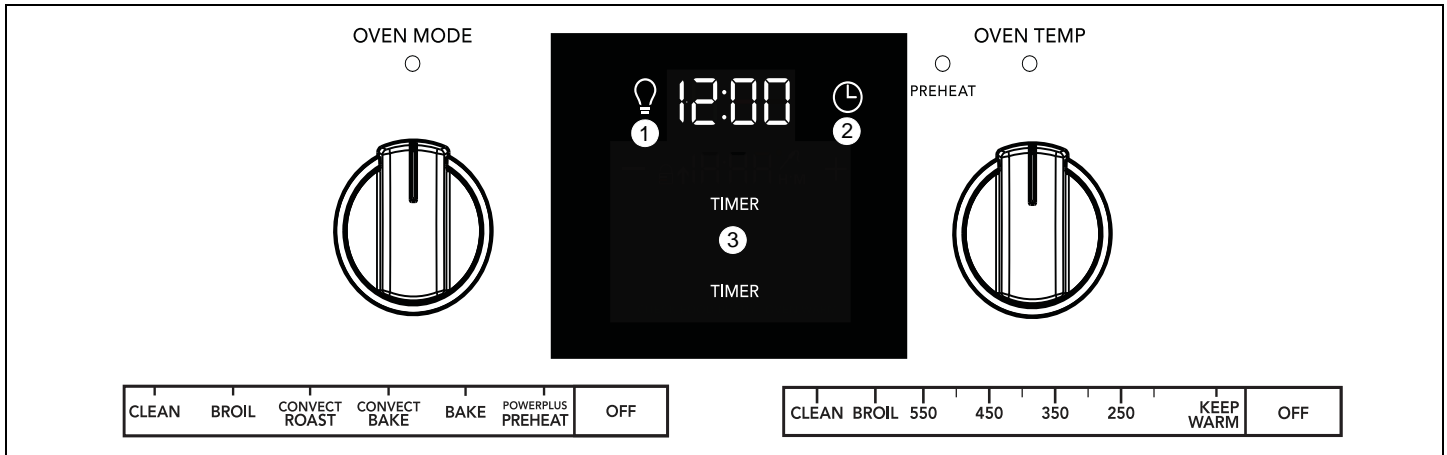 OVEN MODE
OVEN TEMP
12:00
PREHEAT
1
2
TIMER
3
TIMER
CLEAN BROIL CONVECT ROAST CONVECT BAKE BAKE POWERPLUS PREHEAT OFF
CLEAN BROIL 550 450 350 250 KEEP WARM OFF